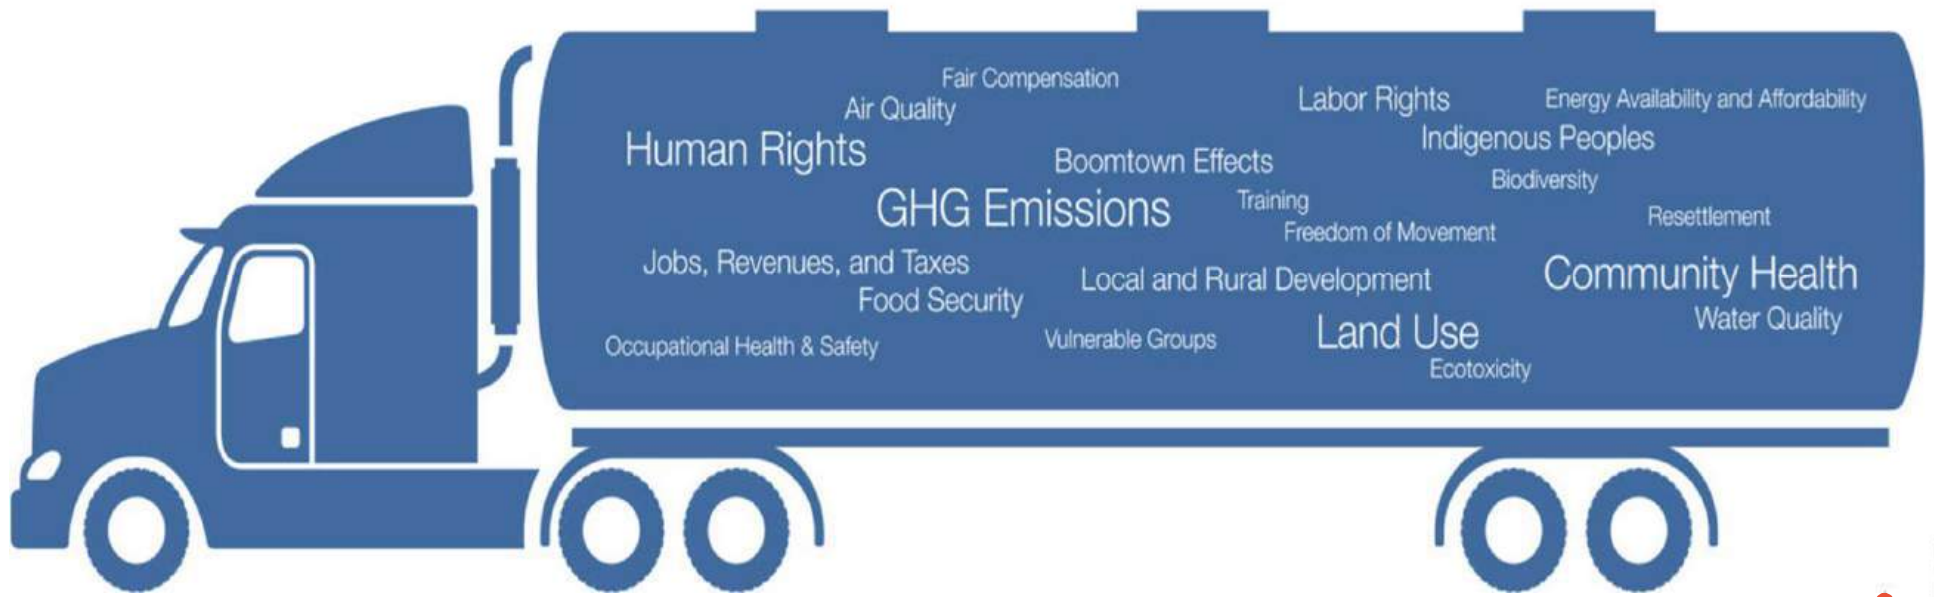 Fair Compensation
Air Quality
Labor Rights
Energy Availability and Affordability
Human Rights
Boomtown Effects
Indigenous Peoples
Biodiversity
GHG Emissions
Training
Freedom of Movement
Resettlement
Jobs, Revenues, and Taxes
Local and Rural Development
Community Health
Food Security
Water Quality
Occupational Health & Safety
Vulnerable Groups
Land Use
Ecotoxicity